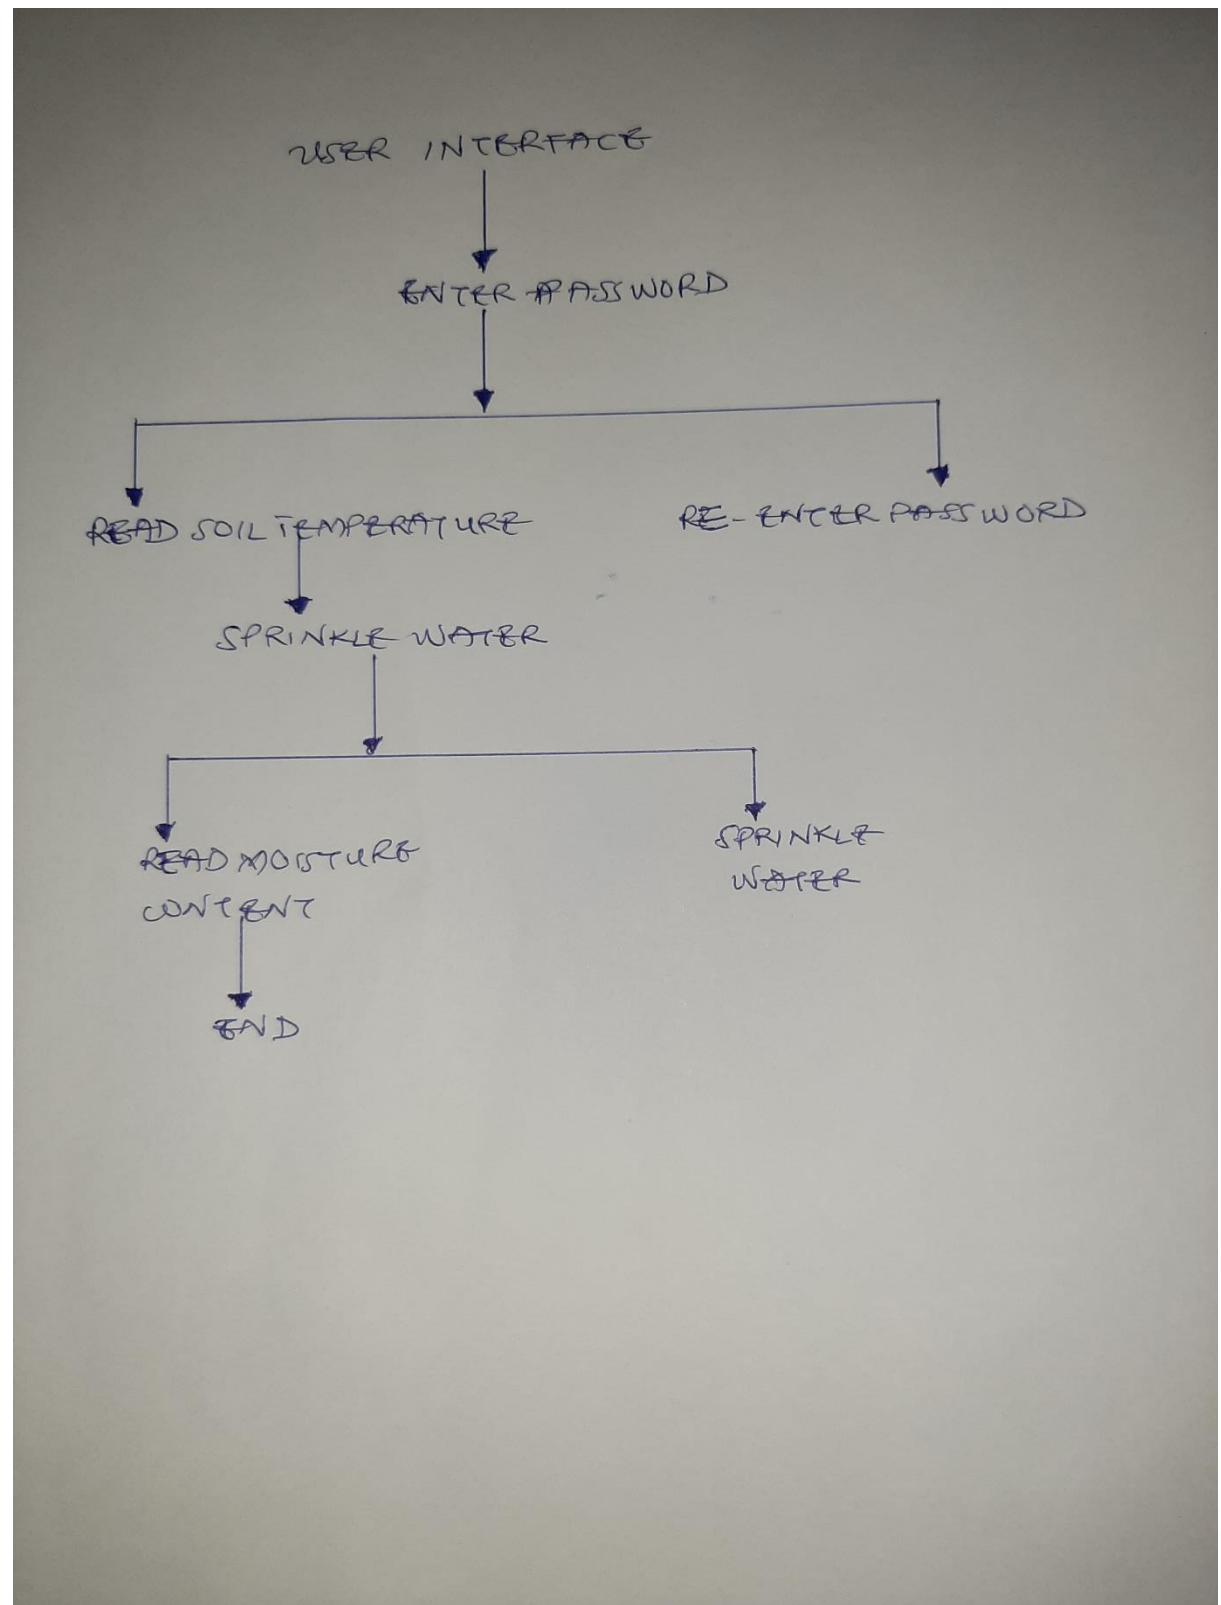 USER INTERFACE
ENTER PASSWORD
READ SOIL TEMPERATURE
RE-ENTER PASSWORD
SPRINKLE WATER
READ MOISTURE
CONTENT
SPRINKLE
WATER
END